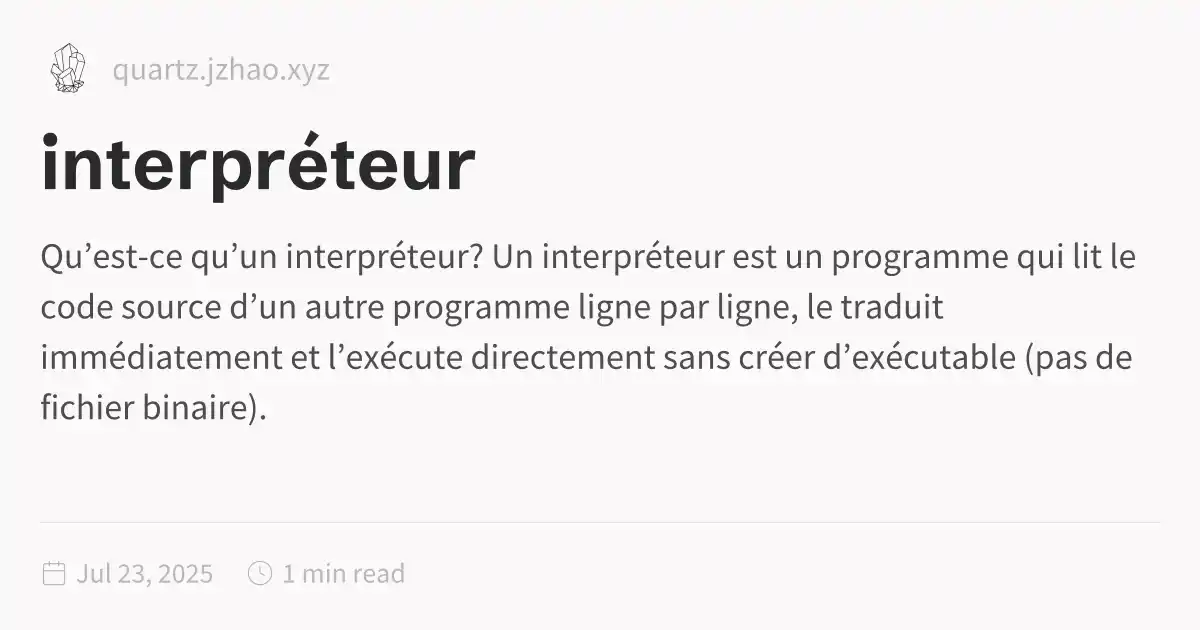 quartz.jzhao.xyz
interpréteur
Qu’est-ce qu’un interpréteur? Un interpréteur est un programme qui lit le
code source d’un autre programme ligne par ligne, le traduit
immédiatement et l’exécute directement sans créer d’exécutable (pas de
fichier binaire).
Jul 23, 2025 1 min read